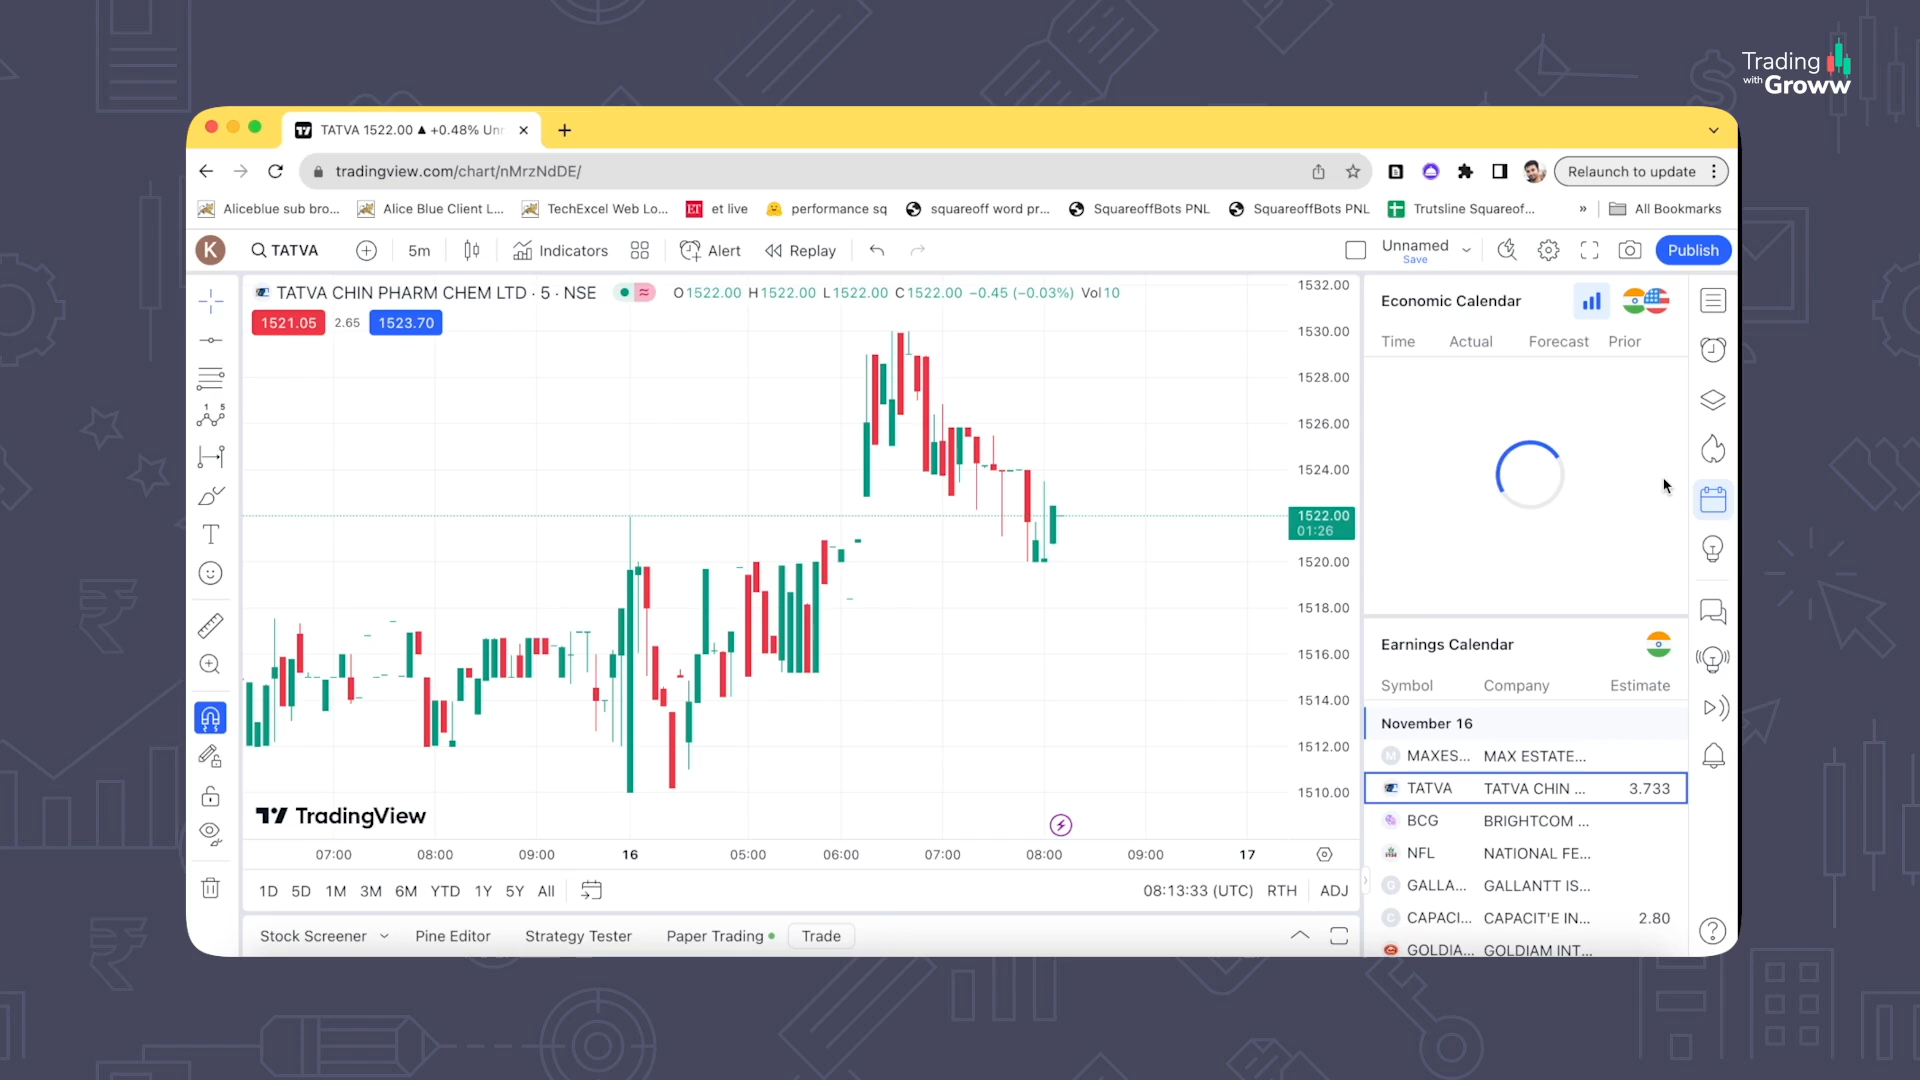 Trading
with Groww
TATVA 1522.00 ▲ +0.48% Unn
tradingview.com/chart/nMrzNdDE/
Relaunch to update
Aliceblue sub bro...
Alice Blue Client L...
TechExcel Web Lo...
ET
et live
performance sq
squareoff word pr...
SquareoffBots PNL
SquareoffBots PNL
Trutsline Squareof...
»
All Bookmarks
K
TATVA
5m
Indicators
Alert
Replay
Unnamed
Save
Publish
TATVA CHIN PHARM CHEM LTD · 5 · NSE
O1522.00 H1522.00 L1522.00 C1522.00 −0.45 (−0.03%) Vol10
1521.05
2.65
1523.70
1532.00
1530.00
1528.00
1526.00
1524.00
1522.00
01:26
1520.00
1518.00
1516.00
1514.00
1512.00
1510.00
TradingView
07:00
08:00
09:00
16
05:00
06:00
07:00
08:00
09:00
17
1D 5D 1M 3M 6M YTD 1Y 5Y All
08:13:33 (UTC) RTH ADJ
Stock Screener
Pine Editor
Strategy Tester
Paper Trading
Trade
Economic Calendar
Time Actual Forecast Prior
Earnings Calendar
Symbol Company Estimate
November 16
M MAXES... MAX ESTATE...
TATVA TATVA CHIN ... 3.733
BCG BRIGHTCOM ...
NFL NATIONAL FE...
G GALLA... GALLANTT IS...
C CAPACI... CAPACIT'E IN... 2.80
GOLDIA... GOLDIAM INT...